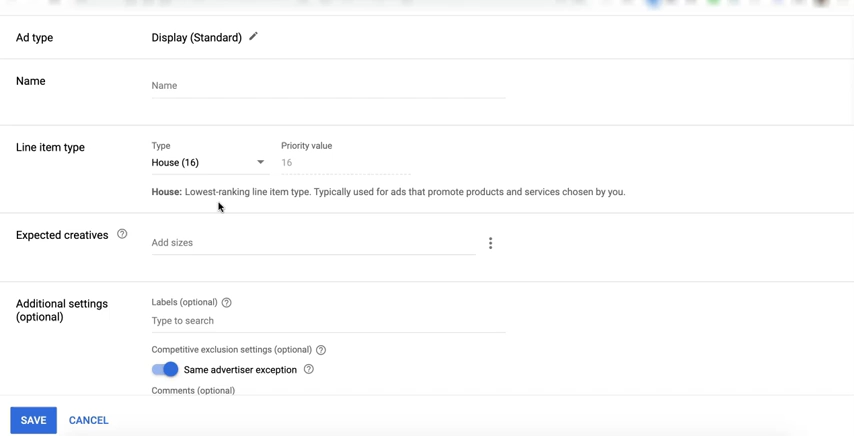 Ad type
Display (Standard)
Name
Name
Line item type
Type
Priority value
House (16)
16
House: Lowest-ranking line item type. Typically used for ads that promote products and services chosen by you.
Expected creatives
Add sizes
Additional settings
(optional)
Labels (optional)
Type to search
Competitive exclusion settings (optional)
Same advertiser exception
Comments (optional)
SAVE
CANCEL